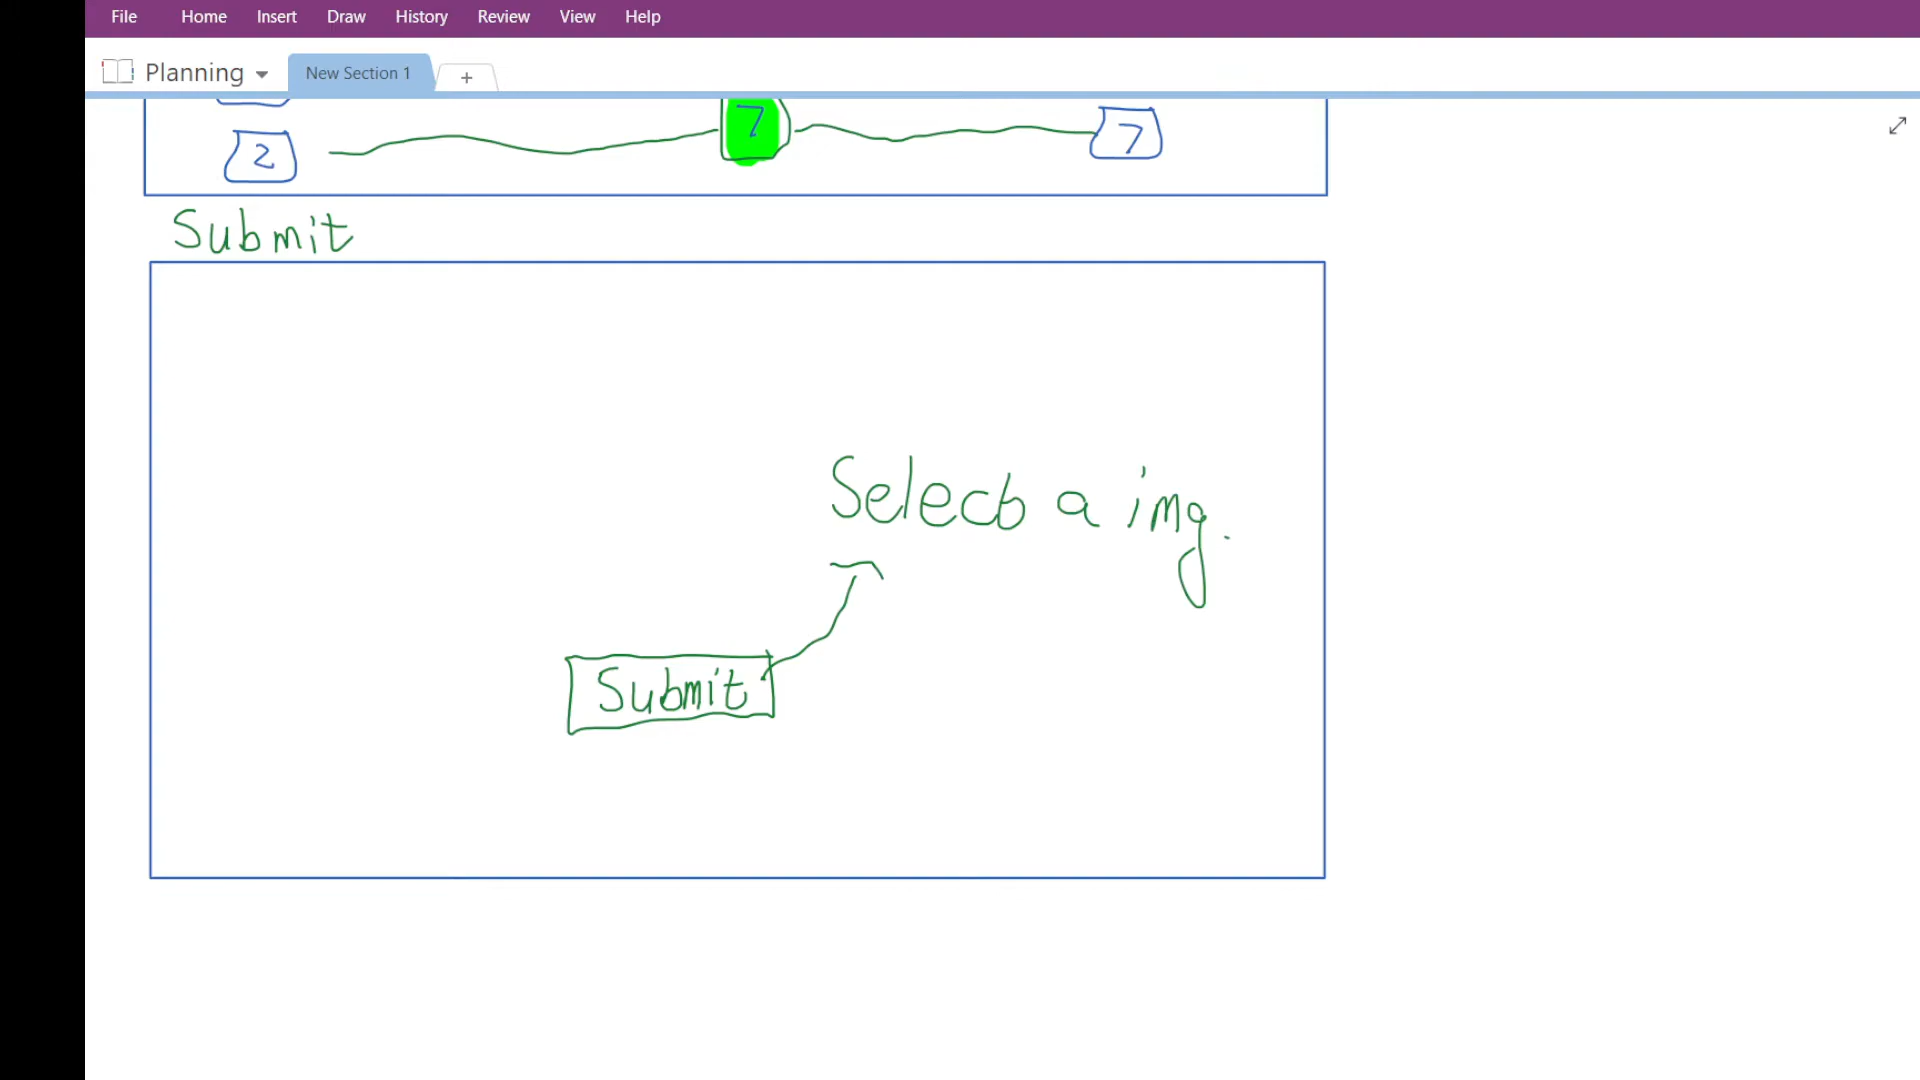 File Home Insert Draw History Review View Help
Planning New Section 1 +
7
2 7
Submit
Select a img.
Submit